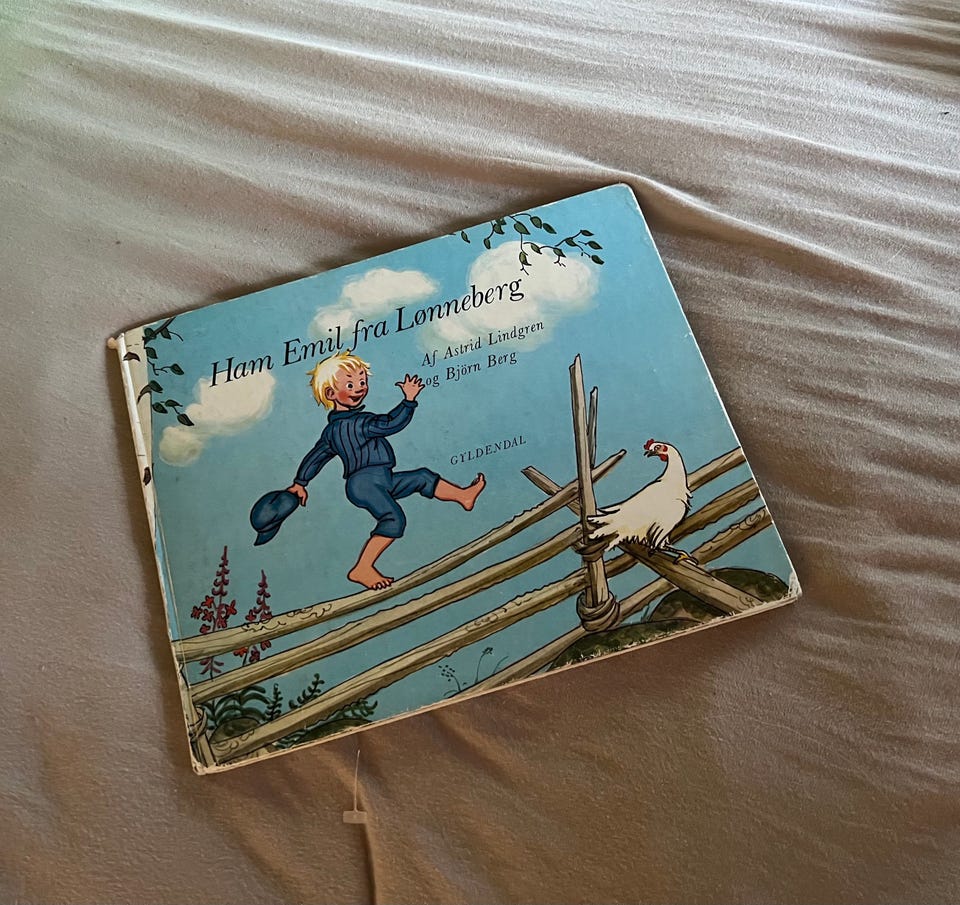 Ham Emil fra Lønneberg
Af Astrid Lindgren
og Björn Berg
GYLDENDAL